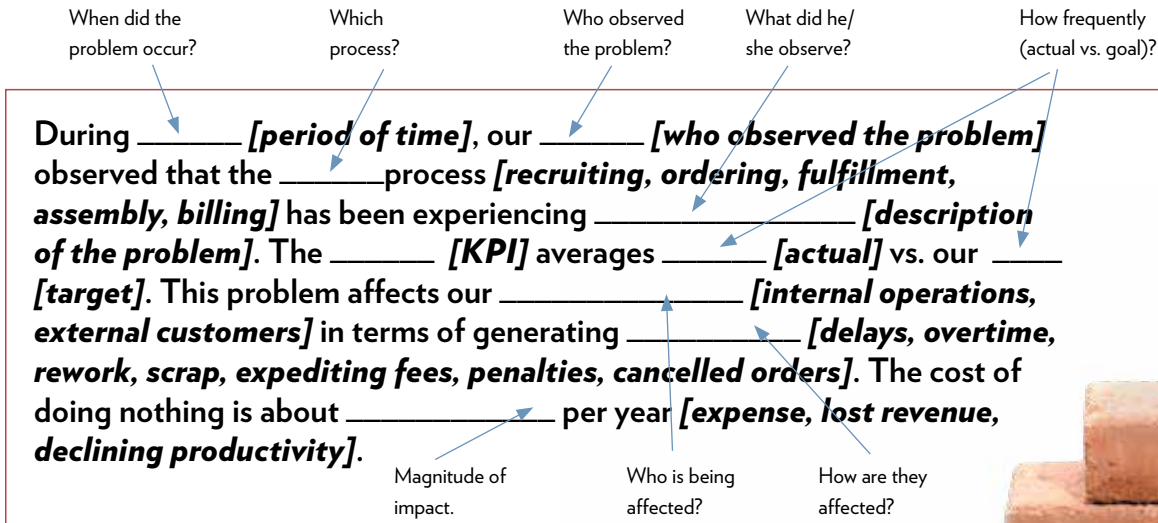 When did the problem occur?
Which process?
Who observed the problem?
What did he/ she observe?
How frequently (actual vs. goal)?
During ______ [period of time], our ______ [who observed the problem]
observed that the ______process [recruiting, ordering, fulfillment,
assembly, billing] has been experiencing _______________ [description
of the problem]. The ______ [KPI] averages ______ [actual] vs. our ____
[target]. This problem affects our ______________ [internal operations,
external customers] in terms of generating __________ [delays, overtime,
rework, scrap, expediting fees, penalties, cancelled orders]. The cost of
doing nothing is about ____________ per year [expense, lost revenue,
declining productivity].
Magnitude of impact.
Who is being affected?
How are they affected?